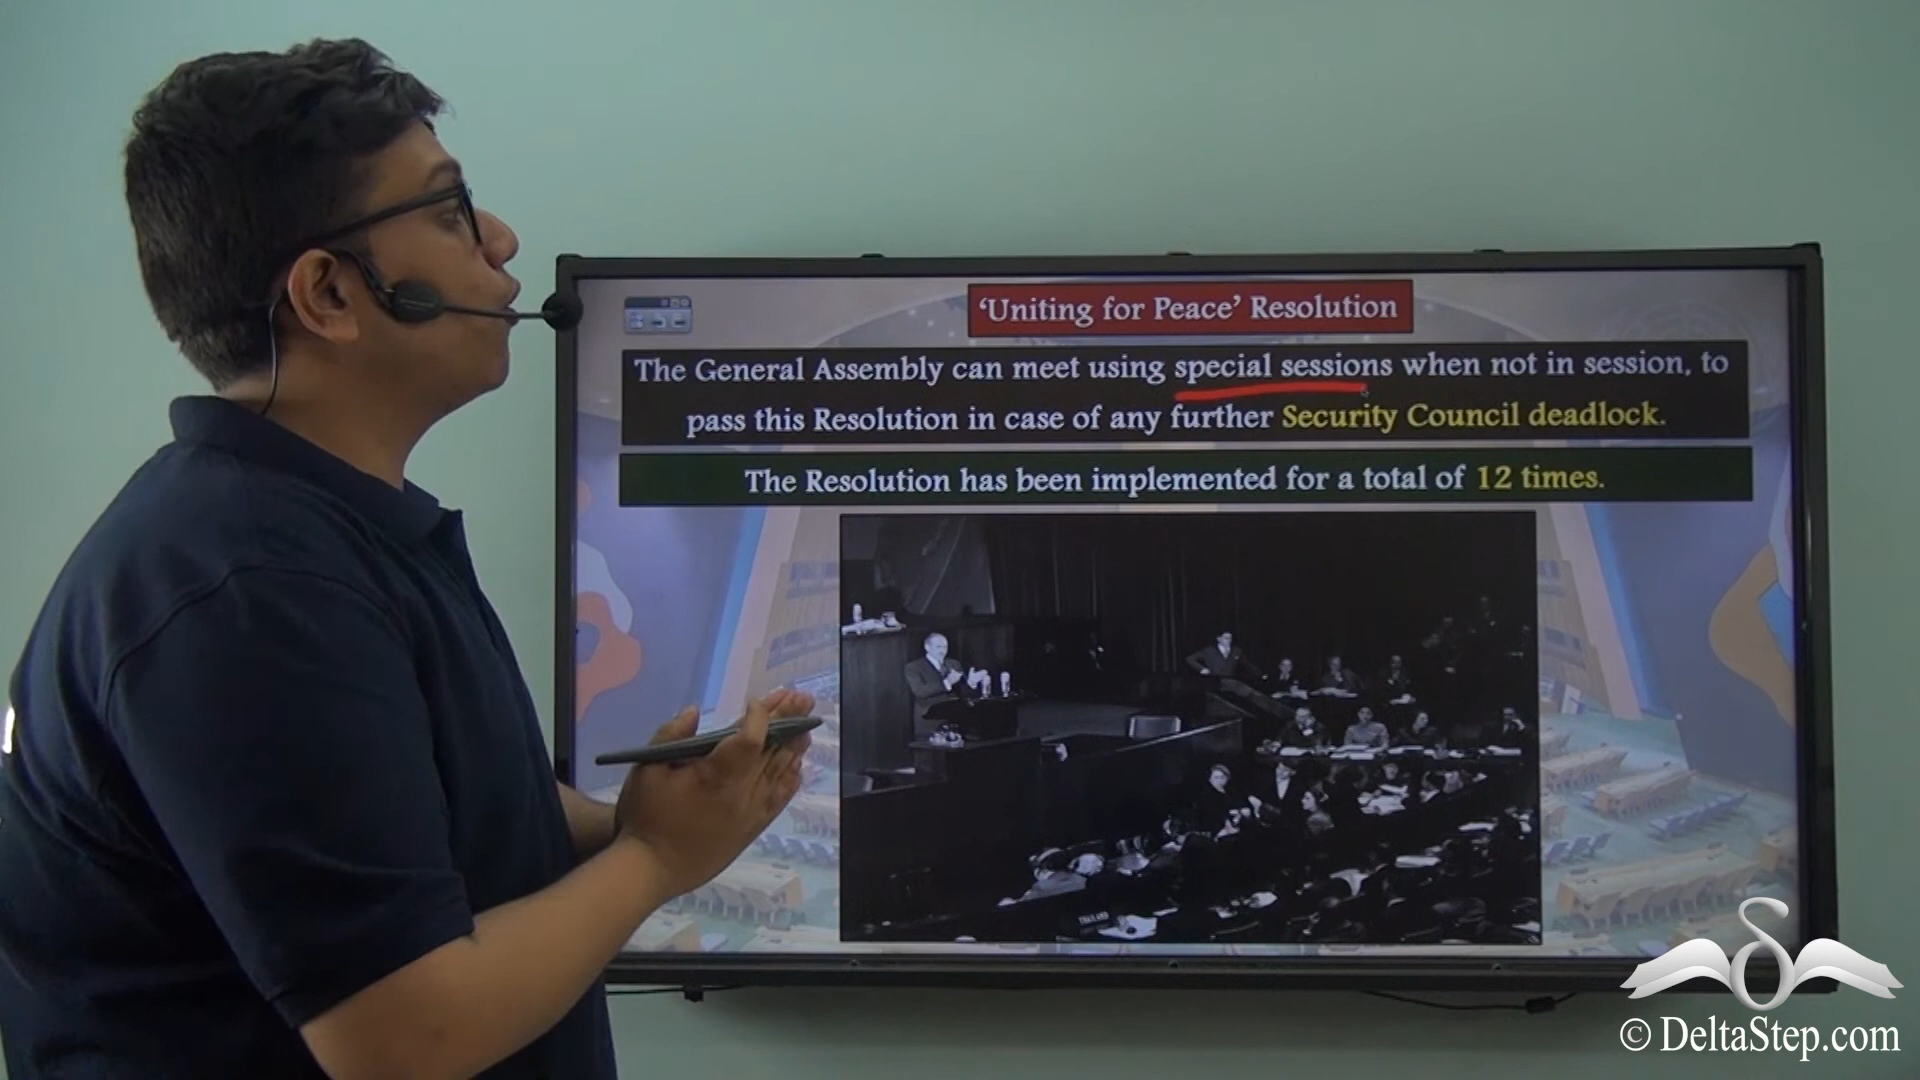 ‘Uniting for Peace’ Resolution
The General Assembly can meet using special sessions when not in session, to
pass this Resolution in case of any further Security Council deadlock.
The Resolution has been implemented for a total of 12 times.
THAILAND
© DeltaStep.com